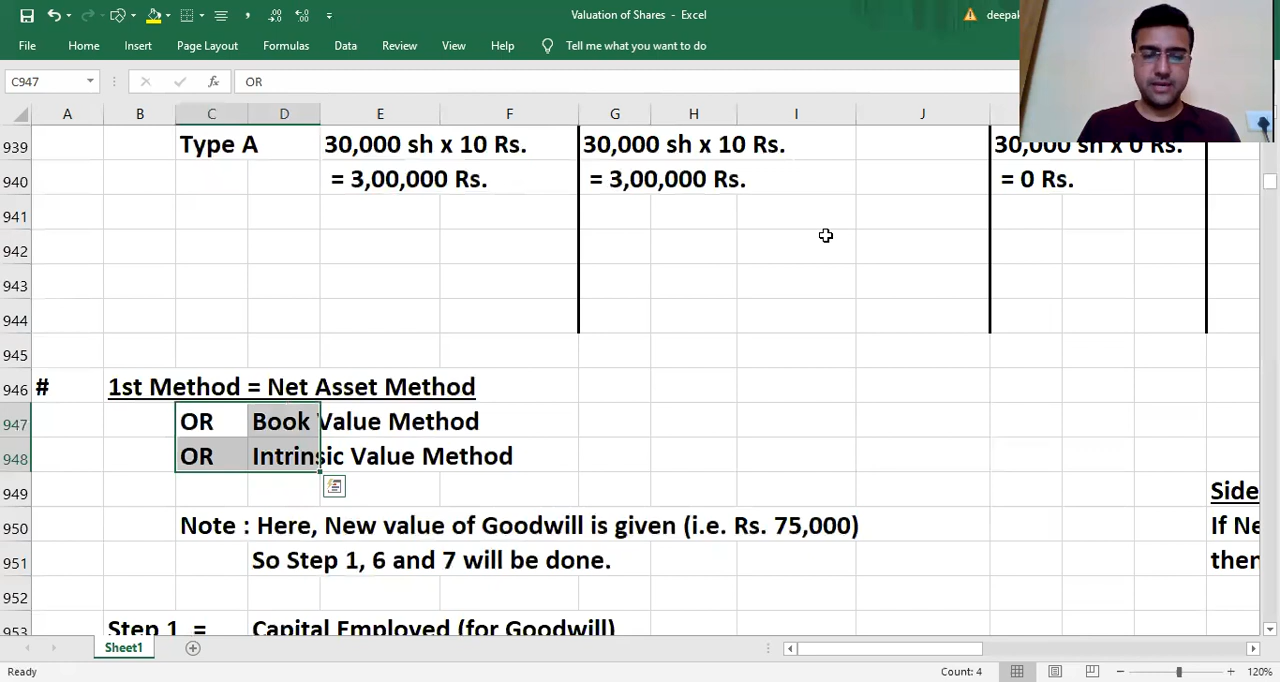 Valuation of Shares - Excel
deepak
File Home Insert Page Layout Formulas Data Review View Help Tell me what you want to do
C947 fx OR
A B C D E F G H I J
939 Type A 30,000 sh x 10 Rs. 30,000 sh x 10 Rs. 30,000 sh x 0 Rs.
940 = 3,00,000 Rs. = 3,00,000 Rs. = 0 Rs.
941
942
943
944
945
946 # 1st Method = Net Asset Method
947 OR Book Value Method
948 OR Intrinsic Value Method
949 Side
950 Note : Here, New value of Goodwill is given (i.e. Rs. 75,000) If Ne
951 So Step 1, 6 and 7 will be done. then
952
953 Step 1 = Capital Employed (for Goodwill)
Sheet1
Ready Count: 4 120%